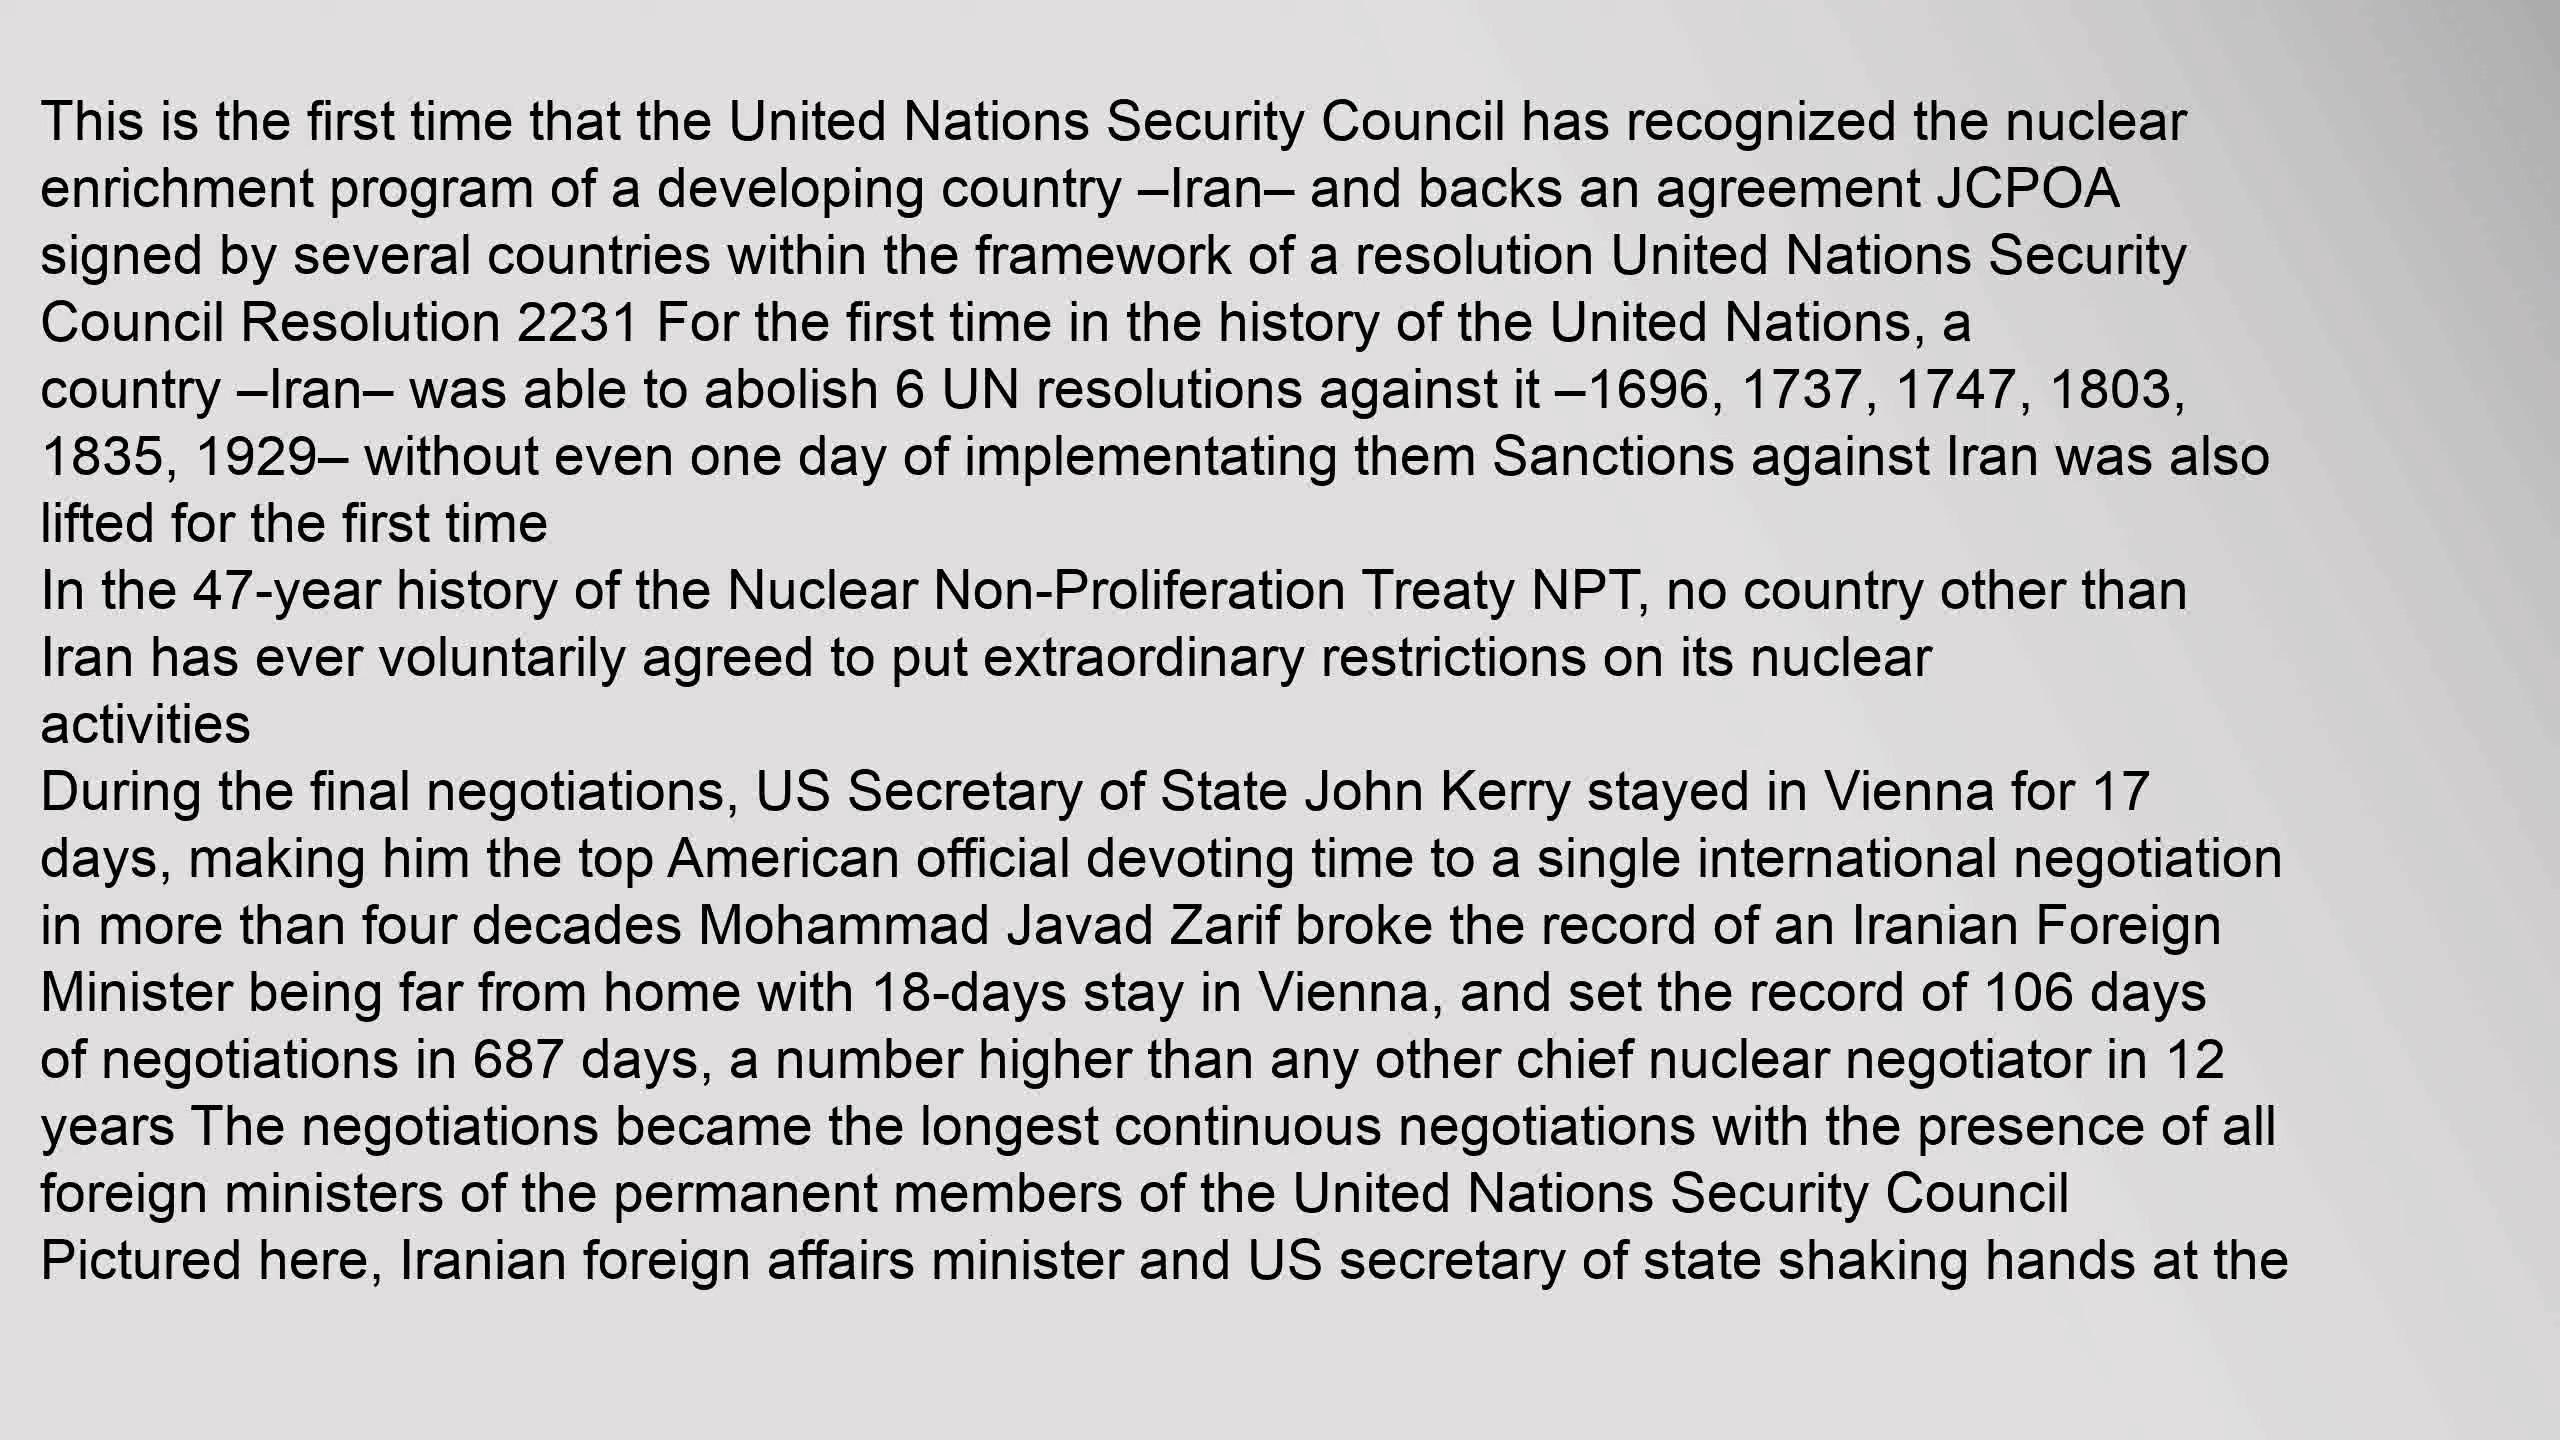 This is the first time that the United Nations Security Council has recognized the nuclear
enrichment program of a developing country –Iran– and backs an agreement JCPOA
signed by several countries within the framework of a resolution United Nations Security
Council Resolution 2231 For the first time in the history of the United Nations, a
country –Iran– was able to abolish 6 UN resolutions against it –1696, 1737, 1747, 1803,
1835, 1929– without even one day of implementating them Sanctions against Iran was also
lifted for the first time
In the 47-year history of the Nuclear Non-Proliferation Treaty NPT, no country other than
Iran has ever voluntarily agreed to put extraordinary restrictions on its nuclear
activities
During the final negotiations, US Secretary of State John Kerry stayed in Vienna for 17
days, making him the top American official devoting time to a single international negotiation
in more than four decades Mohammad Javad Zarif broke the record of an Iranian Foreign
Minister being far from home with 18-days stay in Vienna, and set the record of 106 days
of negotiations in 687 days, a number higher than any other chief nuclear negotiator in 12
years The negotiations became the longest continuous negotiations with the presence of all
foreign ministers of the permanent members of the United Nations Security Council
Pictured here, Iranian foreign affairs minister and US secretary of state shaking hands at the